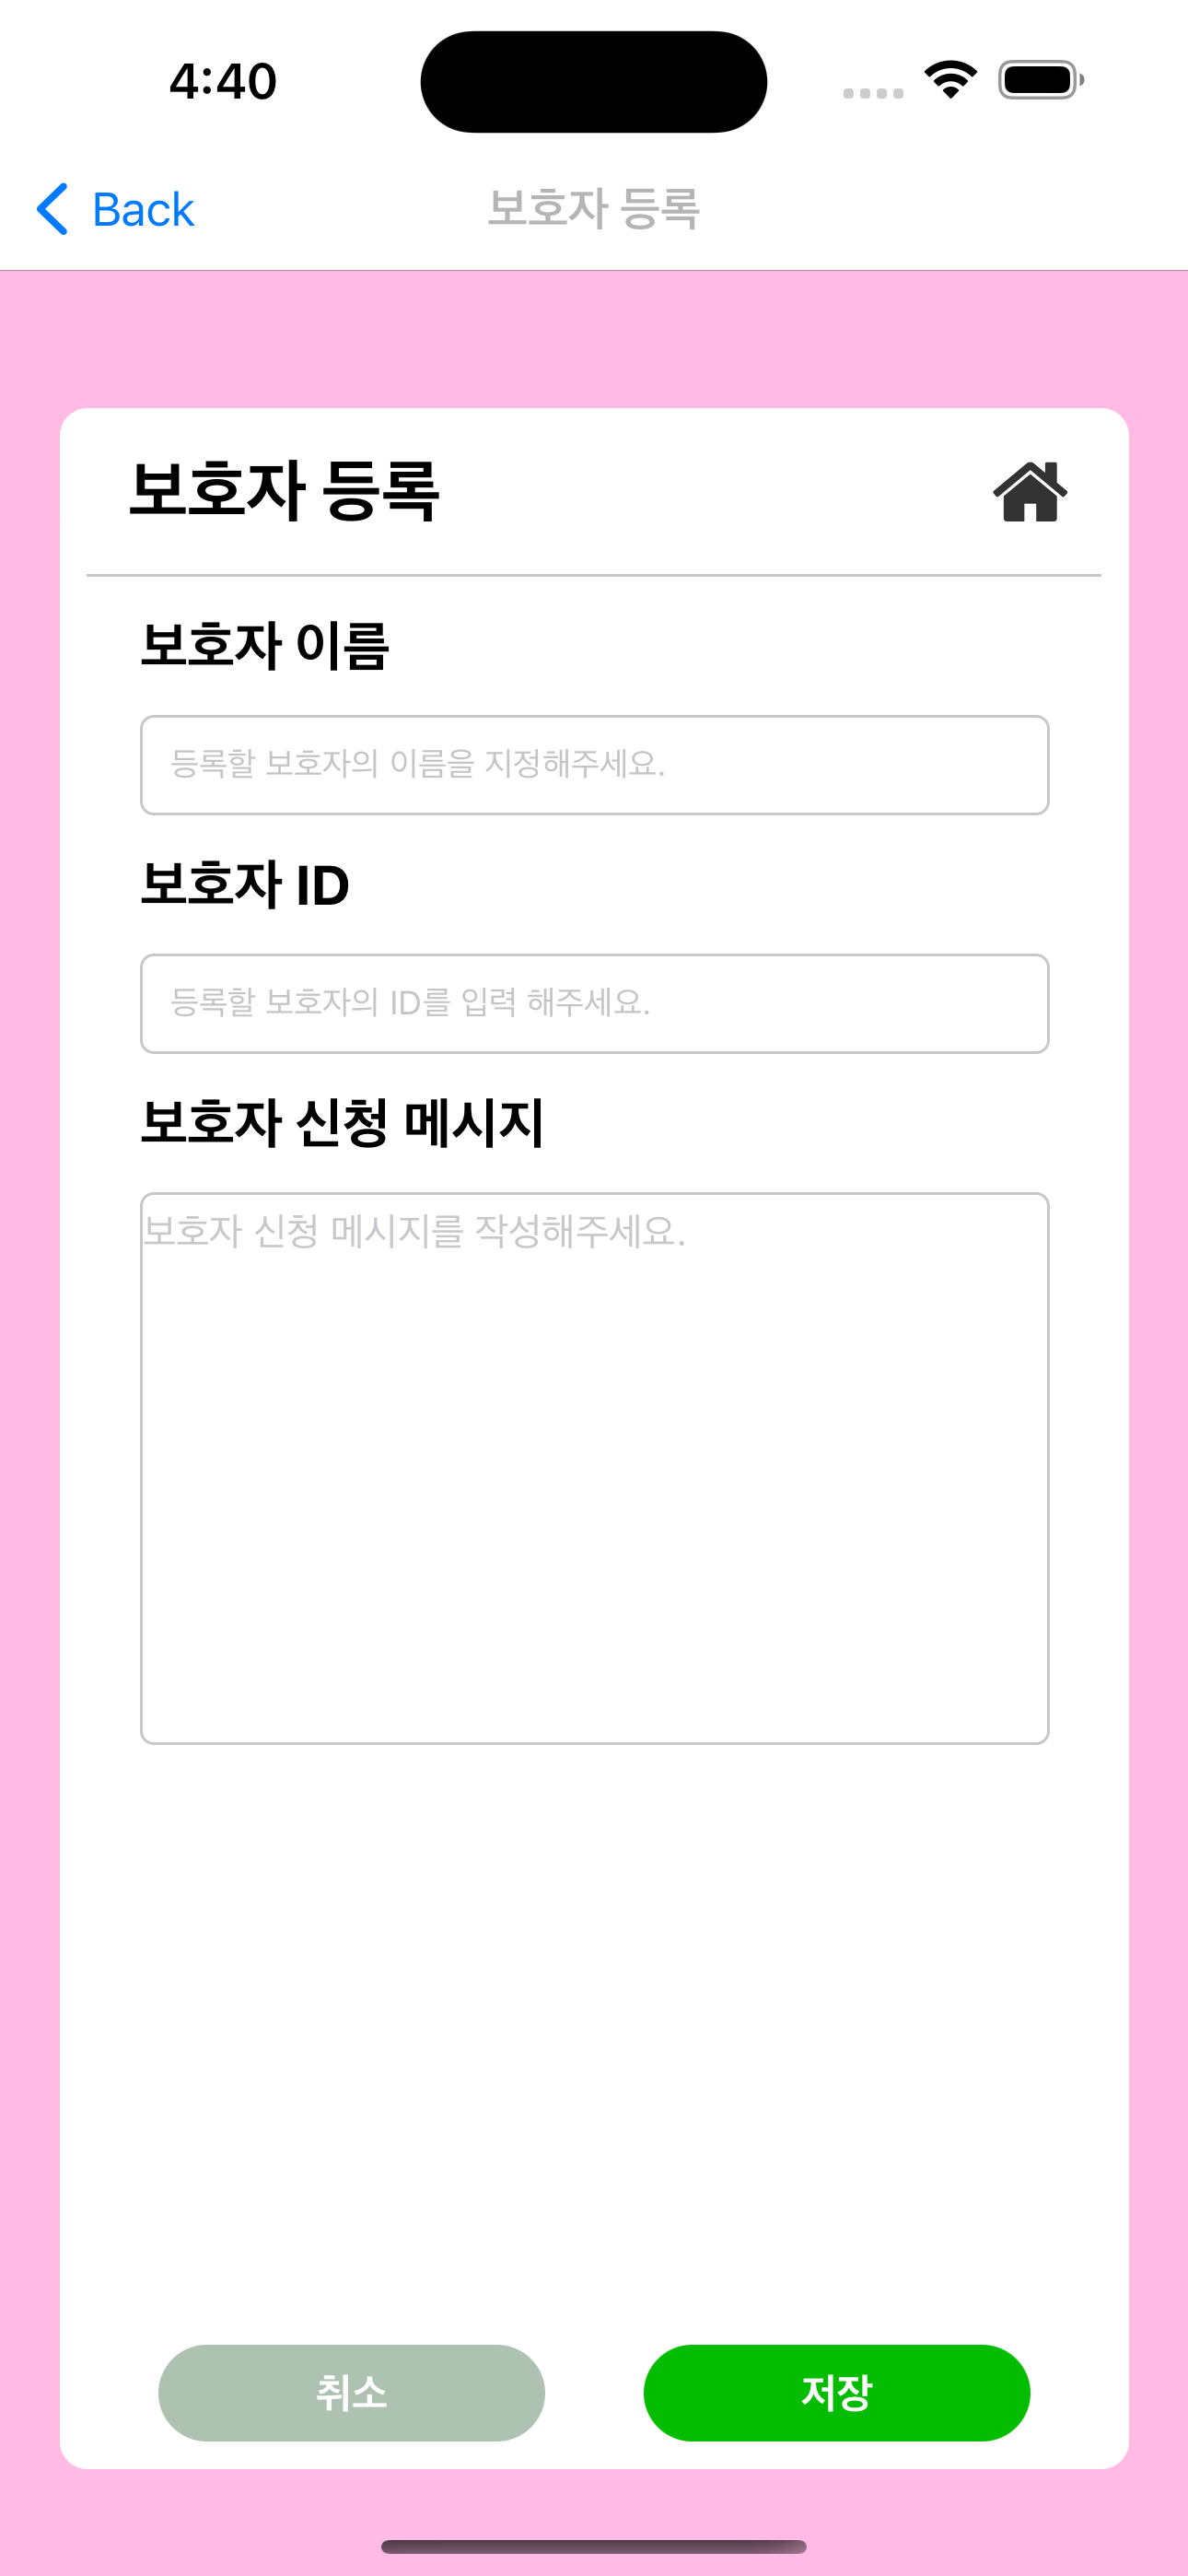 4:40
Back
보호자 등록
보호자 등록
보호자 이름
등록할 보호자의 이름을 지정해주세요.
보호자 ID
등록할 보호자의 ID를 입력 해주세요.
보호자 신청 메시지
보호자 신청 메시지를 작성해주세요.
취소
저장